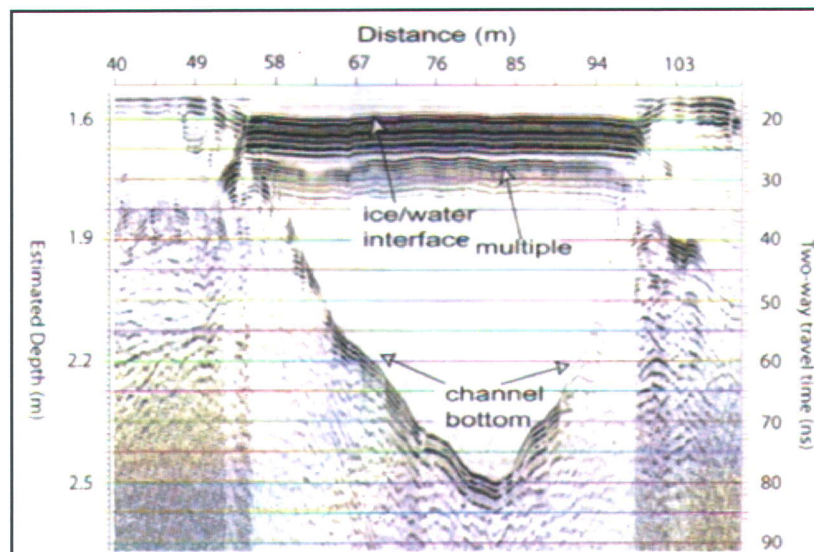 Distance (m)
40 49 58 67 76 85 94 103
1.6 20
30
ice/water
interface
multiple
1.9 40
Estimated Depth (m)
Two-way travel time (ns)
50
2.2 60
channel
bottom
70
2.5 80
90